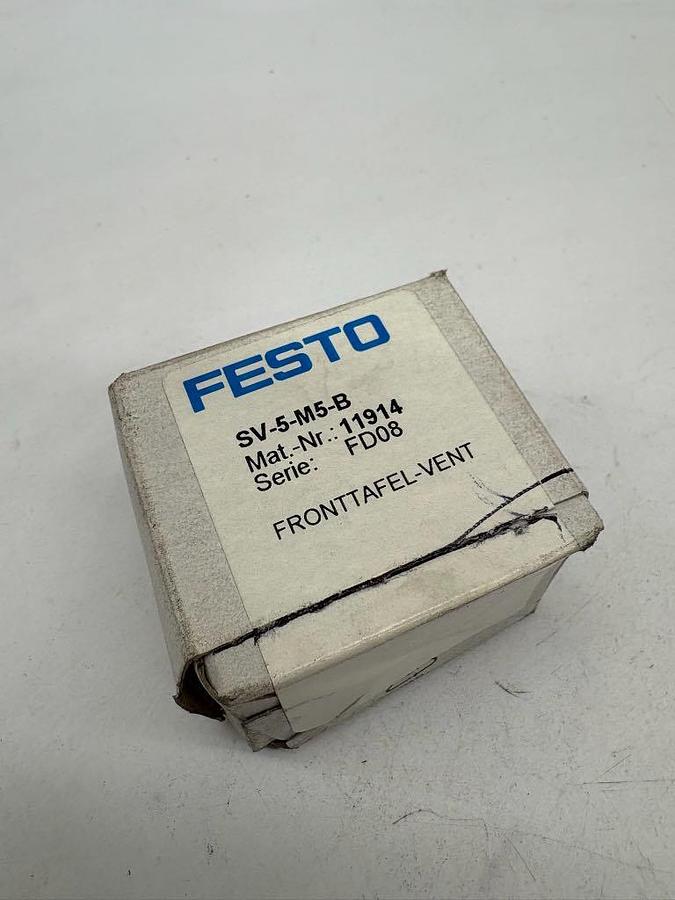 FESTO
SV-5-M5-B
Mat.-Nr.: 11914
Serie: FD08
FRONTTAFEL-VENT